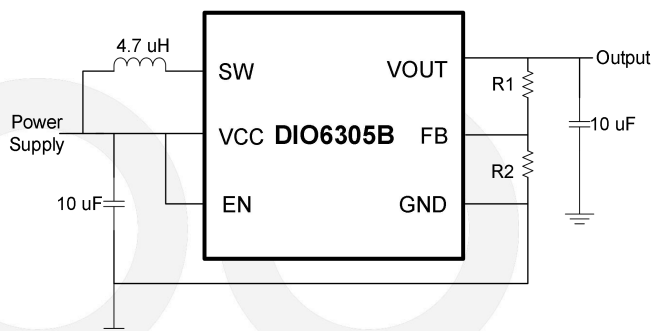 4.7 uH
SW
VOUT
Output
R1
Power
Supply
VCC
DIO6305B
FB
10 uF
R2
10 uF
EN
GND